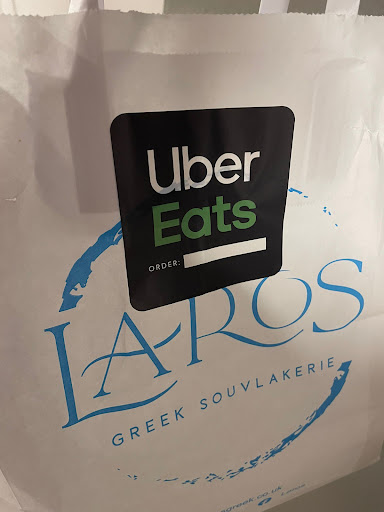 Uber
Eats
ORDER:
LAROS
GREEK SOUVLAKERIE